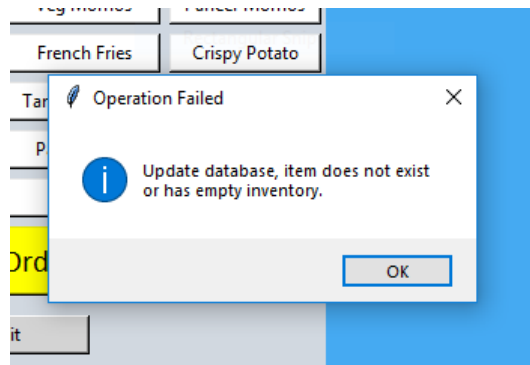 French Fries
Crispy Potato
Operation Failed
Update database, item does not exist
or has empty inventory.
OK